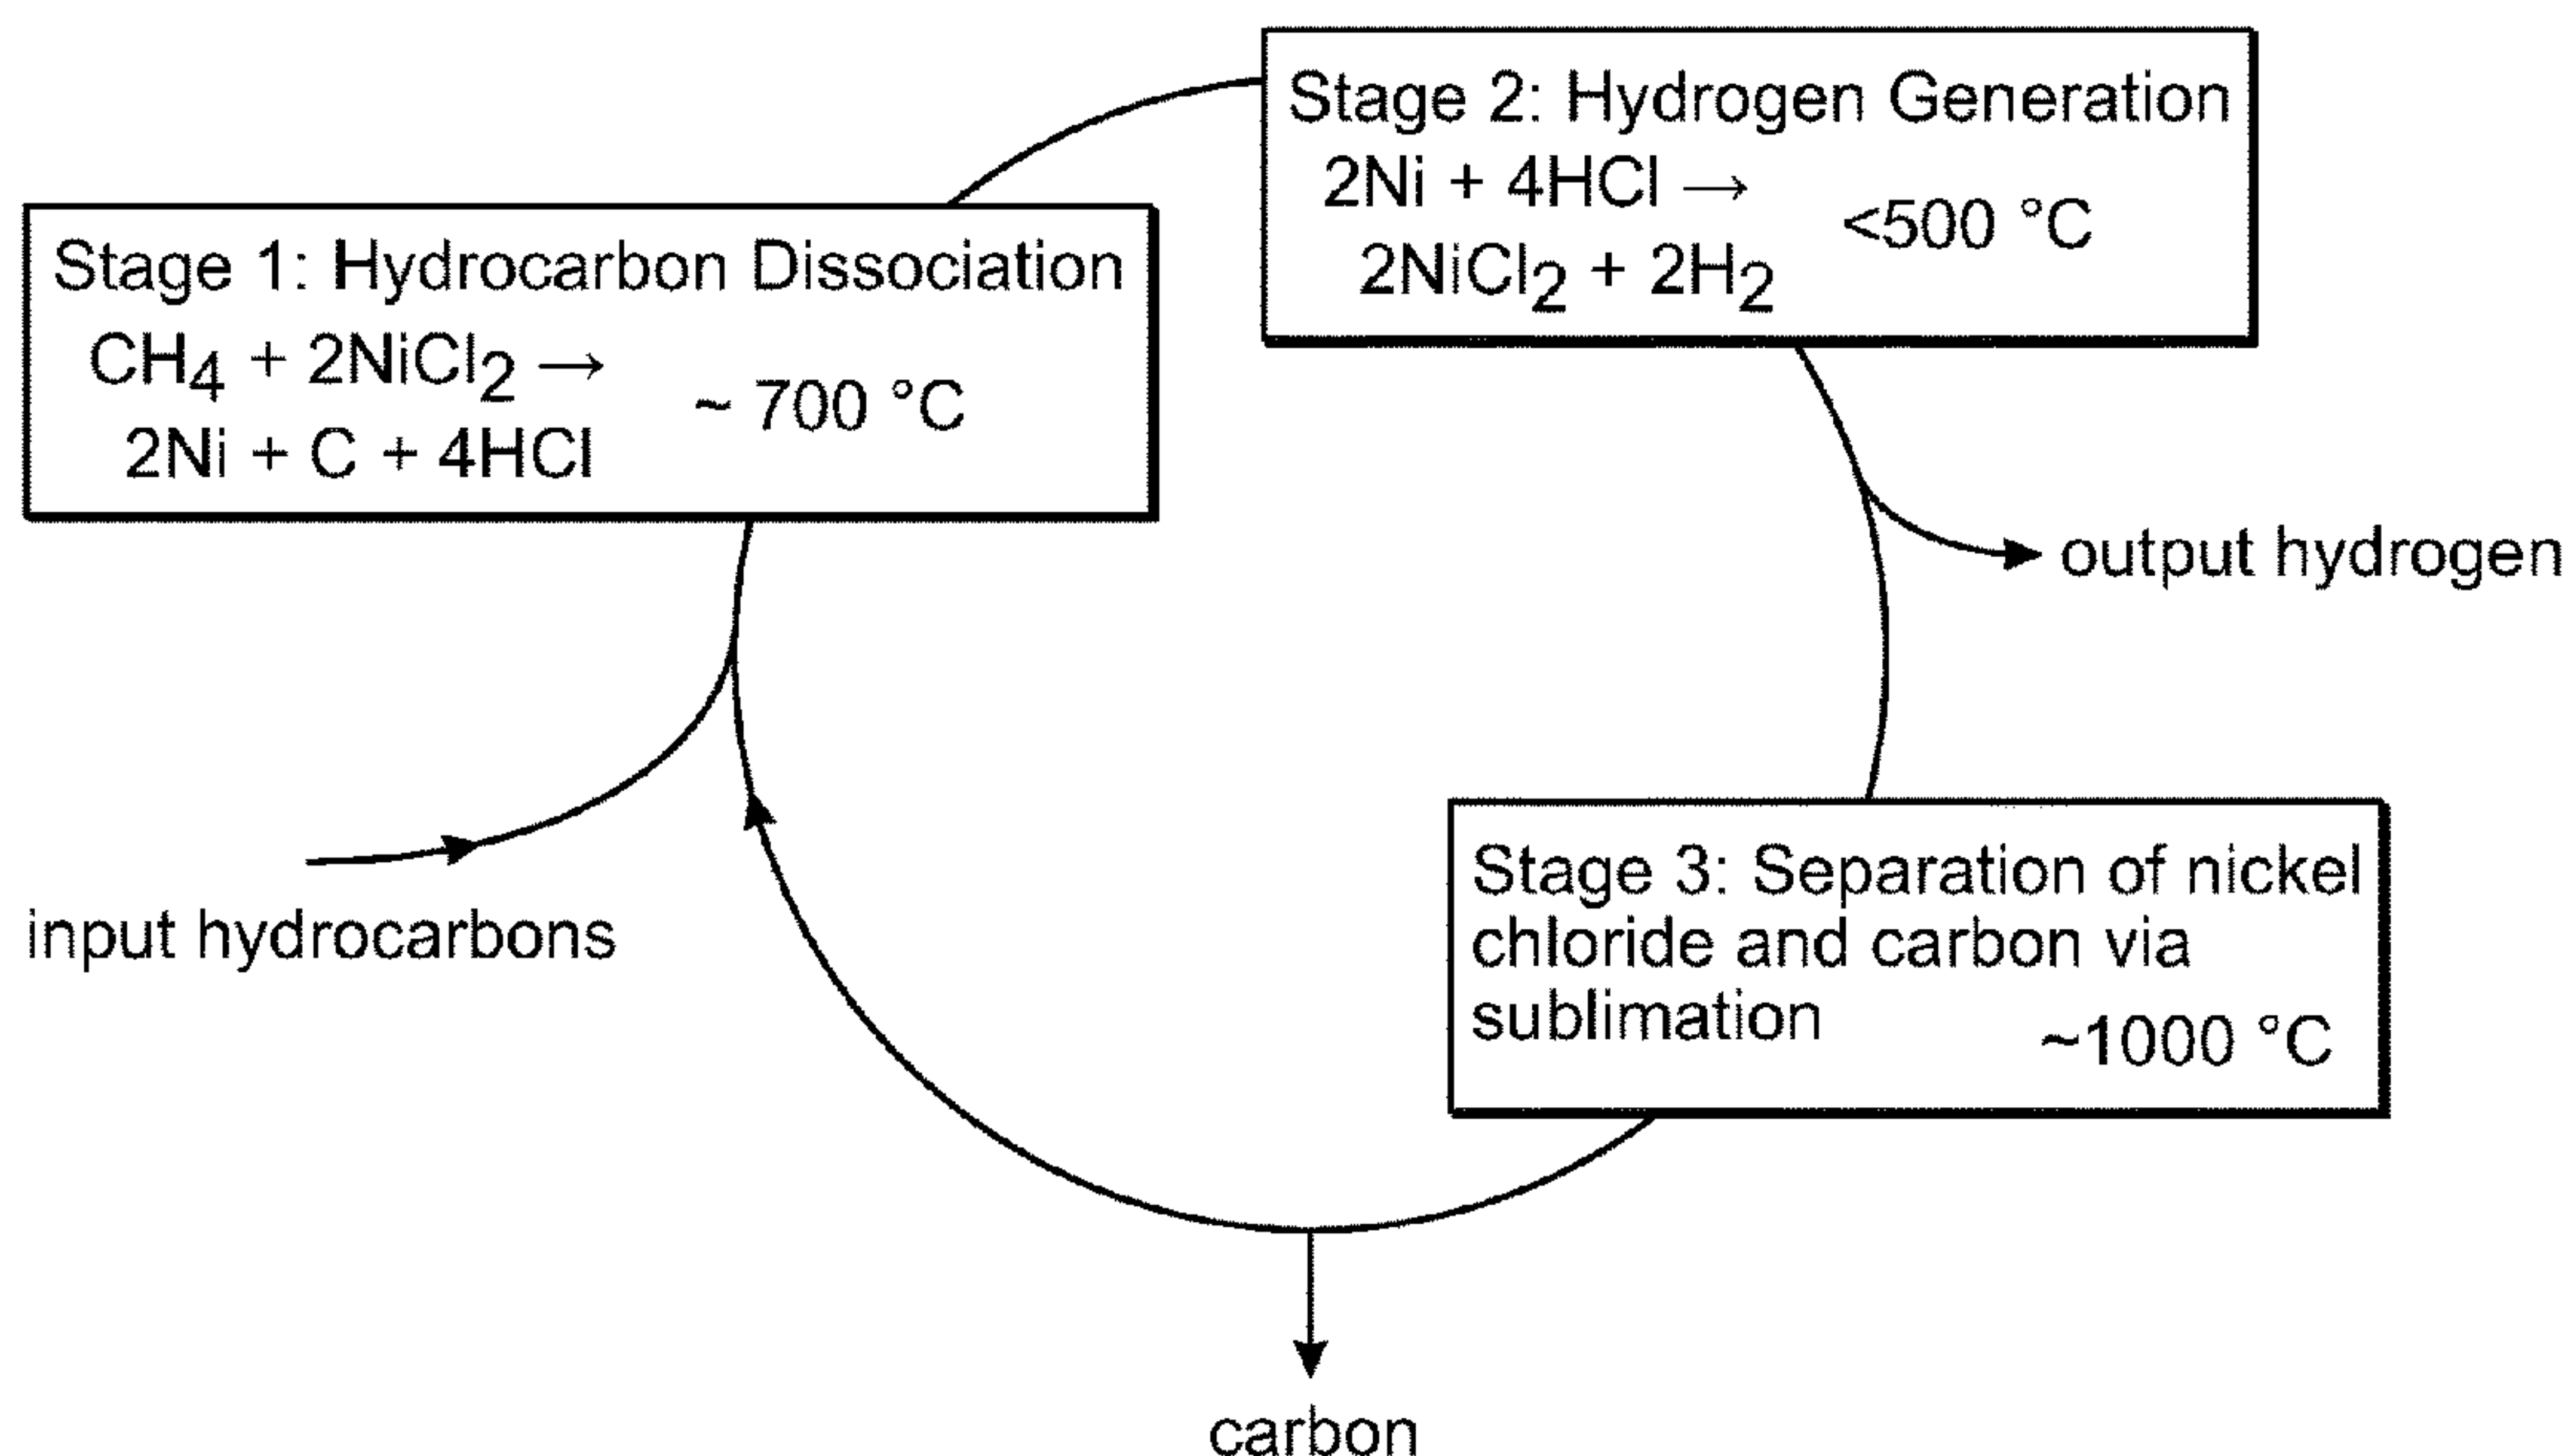 Stage 1: Hydrocarbon Dissociation
CH₄ + 2NiCl₂ →
2Ni + C + 4HCl
~ 700 °C
Stage 2: Hydrogen Generation
2Ni + 4HCl →
2NiCl₂ + 2H₂
<500 °C
output hydrogen
Stage 3: Separation of nickel
chloride and carbon via
sublimation
~1000 °C
input hydrocarbons
carbon